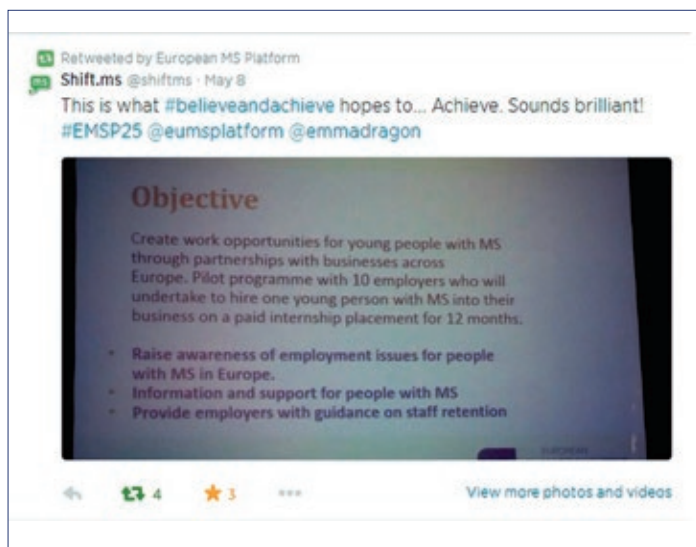 Retweeted by European MS Platform
Shift.ms @shiftms · May 8
This is what #believeandachieve hopes to... Achieve. Sounds brilliant!
#EMSP25 @eumsplatform @emmadragon
Objective
Create work opportunities for young people with MS
through partnerships with businesses across
Europe. Pilot programme with 10 employers who will
undertake to hire one young person with MS into their
business on a paid internship placement for 12 months.
• Raise awareness of employment issues for people
with MS in Europe.
• Information and support for people with MS
• Provide employers with guidance on staff retention
EUROPEAN
4
3
View more photos and videos